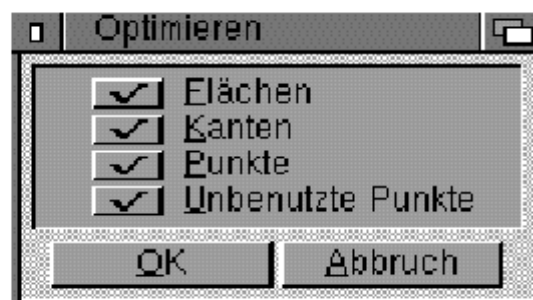 Optimieren
Flächen
Kanten
Punkte
Unbenutzte Punkte
OK Abbruch